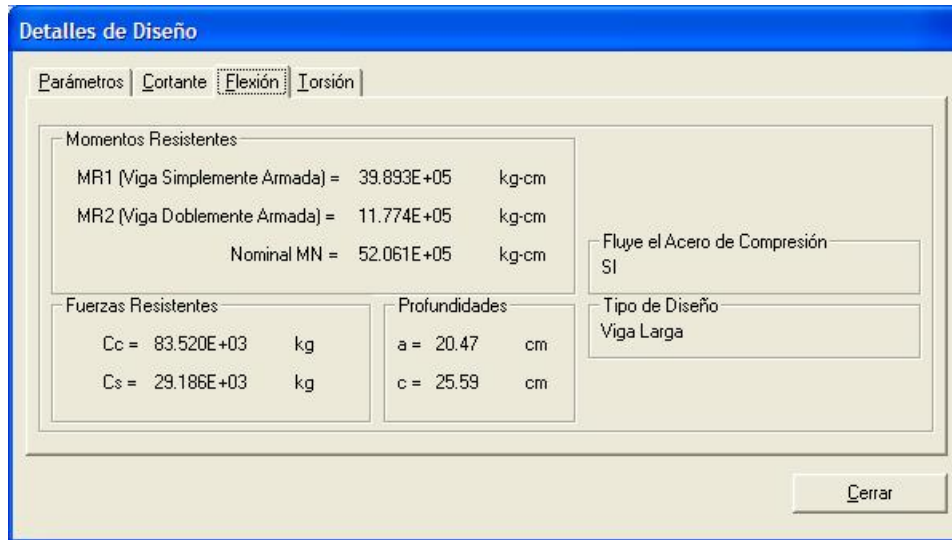 Detalles de Diseño
Parámetros Cortante Flexión Torsión
Momentos Resistentes
MR1 (Viga Simplemente Armada) = 39.893E+05 kg-cm
MR2 (Viga Doblemente Armada) = 11.774E+05 kg-cm
Nominal MN = 52.061E+05 kg-cm
Fluye el Acero de Compresión
SI
Fuerzas Resistentes
Cc = 83.520E+03 kg
Cs = 29.186E+03 kg
Profundidades
a = 20.47 cm
c = 25.59 cm
Tipo de Diseño
Viga Larga
Cerrar